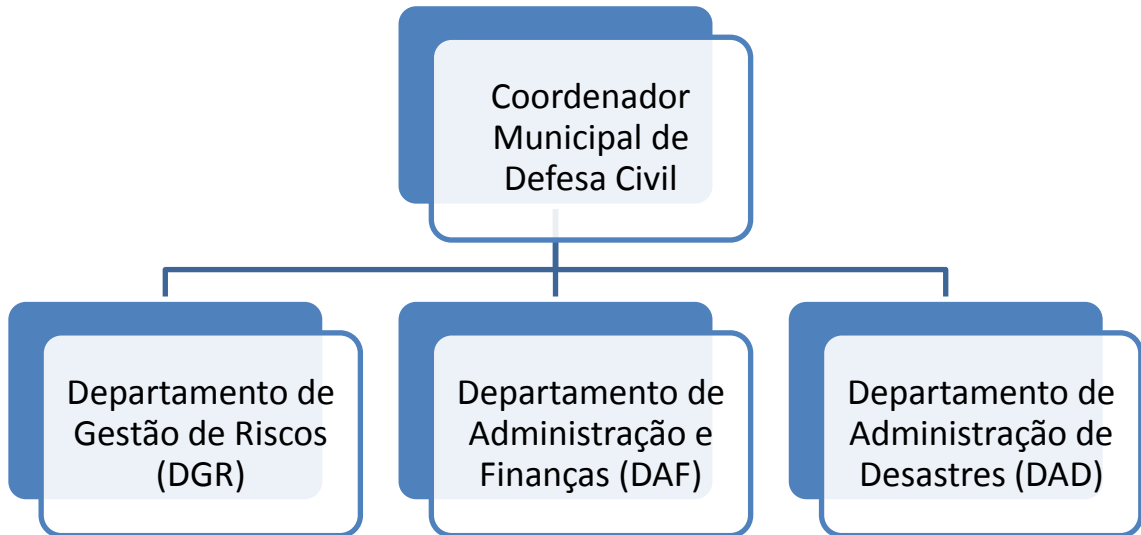 Coordenador
Municipal de
Defesa Civil
Departamento de
Gestão de Riscos
(DGR)
Departamento de
Administração e
Finanças (DAF)
Departamento de
Administração de
Desastres (DAD)